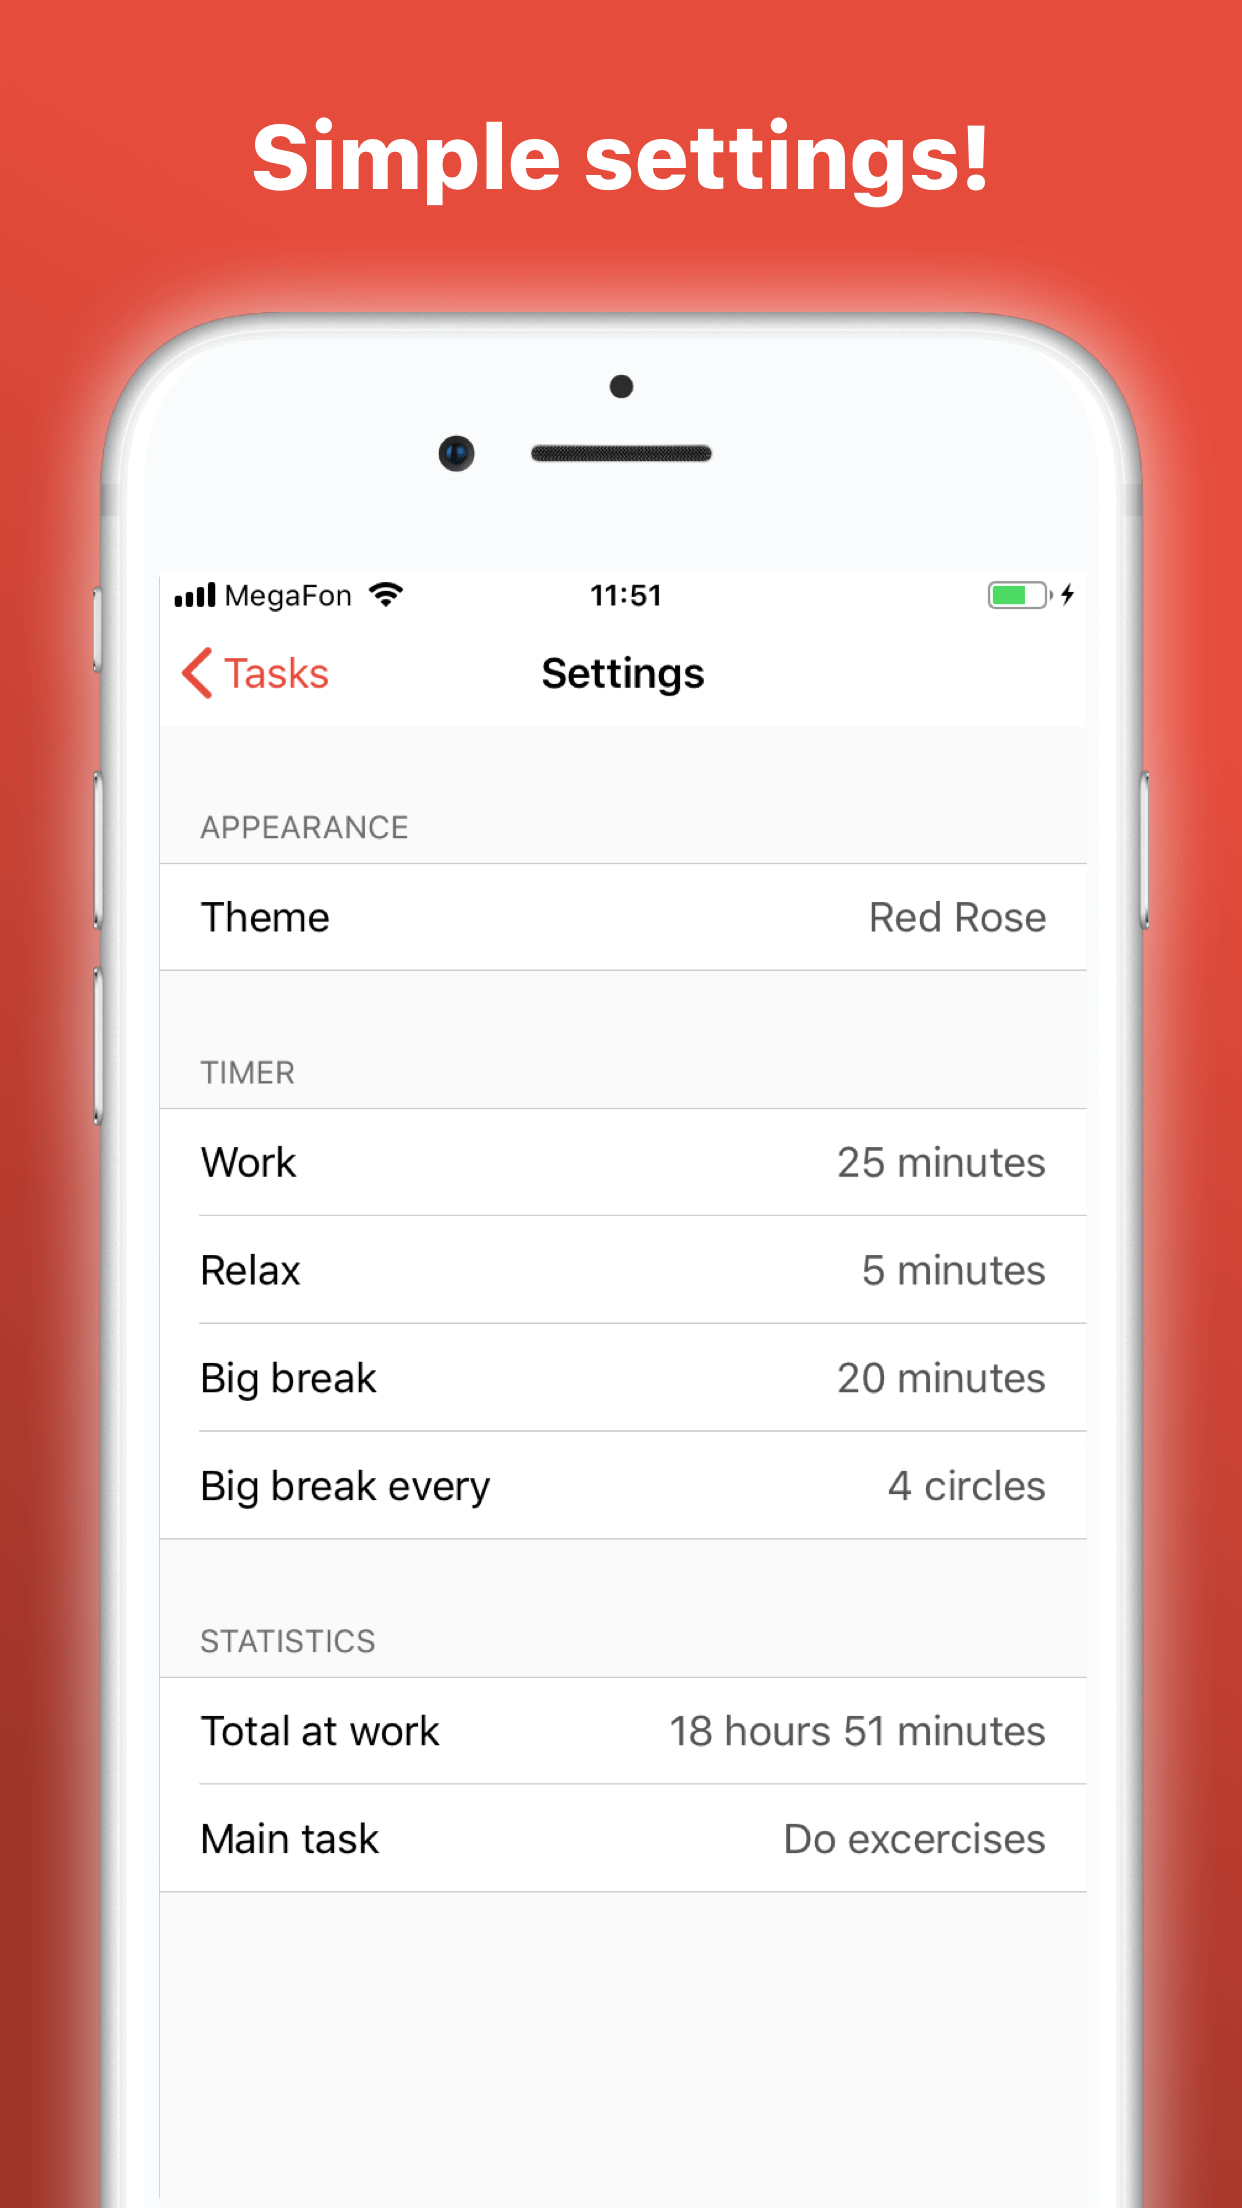 Simple settings!
MegaFon 11:51
Tasks Settings
APPEARANCE
Theme Red Rose
TIMER
Work 25 minutes
Relax 5 minutes
Big break 20 minutes
Big break every 4 circles
STATISTICS
Total at work 18 hours 51 minutes
Main task Do excercises